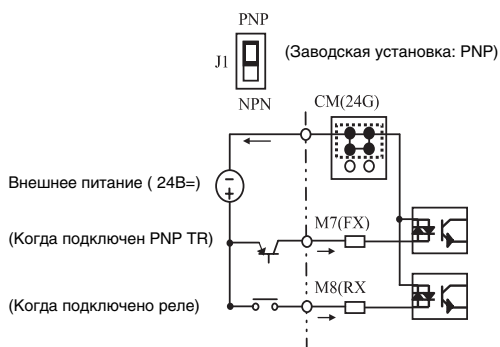 PNP
J1 (Заводская установка: PNP)
NPN
CM(24G)
Внешнее питание ( 24В=)
M7(FX)
(Когда подключен PNP TR)
M8(RX
(Когда подключено реле)